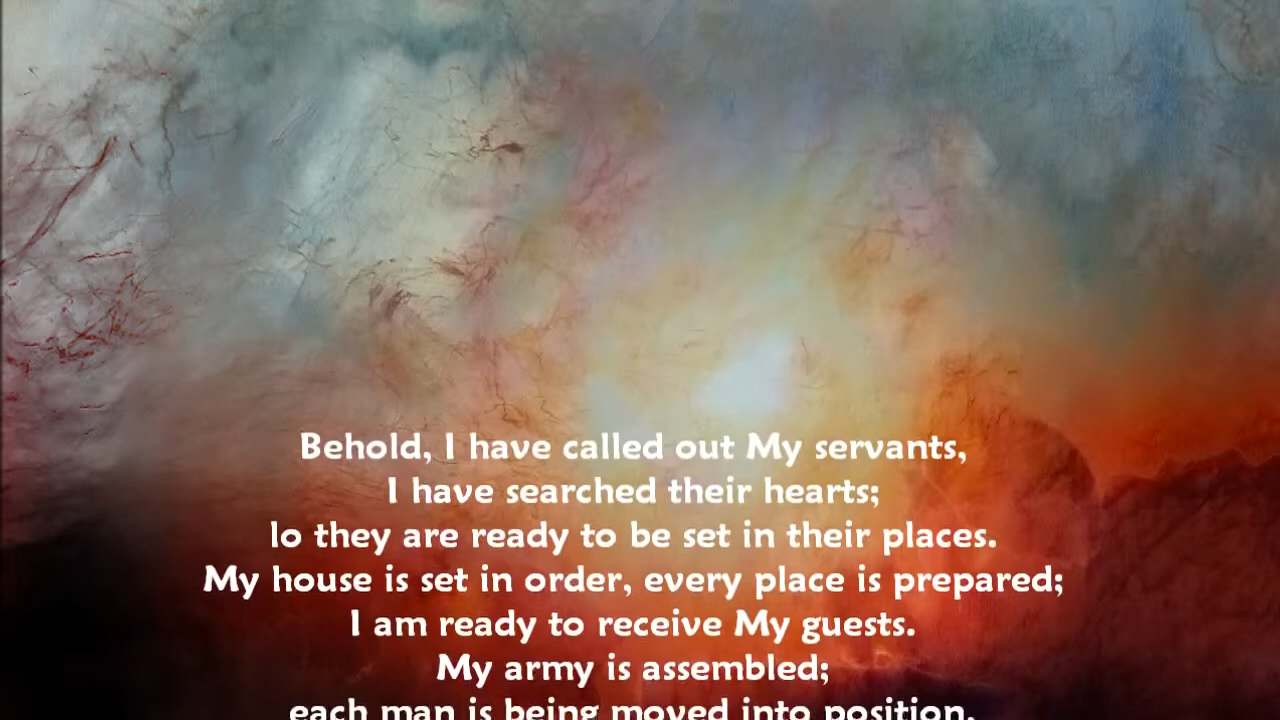 Behold, I have called out My servants,
I have searched their hearts;
lo they are ready to be set in their places.
My house is set in order, every place is prepared;
I am ready to receive My guests.
My army is assembled;
each man is being moved into position.